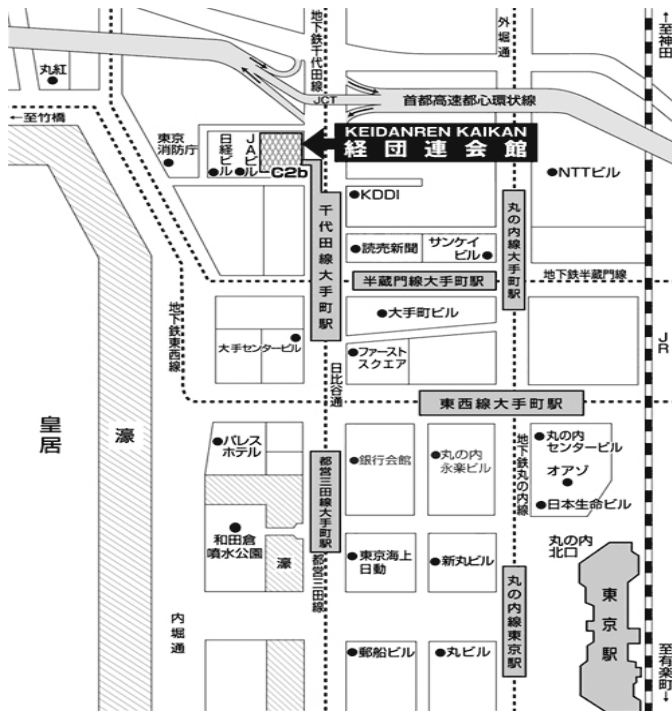 地下鉄千代田線
外堀通
←至神田
丸紅
JCT
首都高速都心環状線
←至竹橋
東京
消防庁
日経ビル
JAビル
C2b
KEIDANREN KAIKAN
経団連会館
NTTビル
KDDI
千代田線大手町駅
丸の内線大手町駅
読売新聞
サンケイ
ビル
半蔵門線大手町駅
地下鉄半蔵門線
地下鉄東西線
大手町ビル
大手センタービル
ファースト
スクエア
JR
日比谷通
東西線大手町駅
皇居
濠
パレス
ホテル
都営三田線大手町駅
銀行会館
丸の内
永楽ビル
地下鉄丸の内線
丸の内
センタービル
オアゾ
日本生命ビル
和田倉
噴水公園
濠
都営三田線
東京海上
日動
新丸ビル
丸の内
北口
丸の内線東京駅
東京駅
内堀通
郵船ビル
丸ビル
至有楽町→